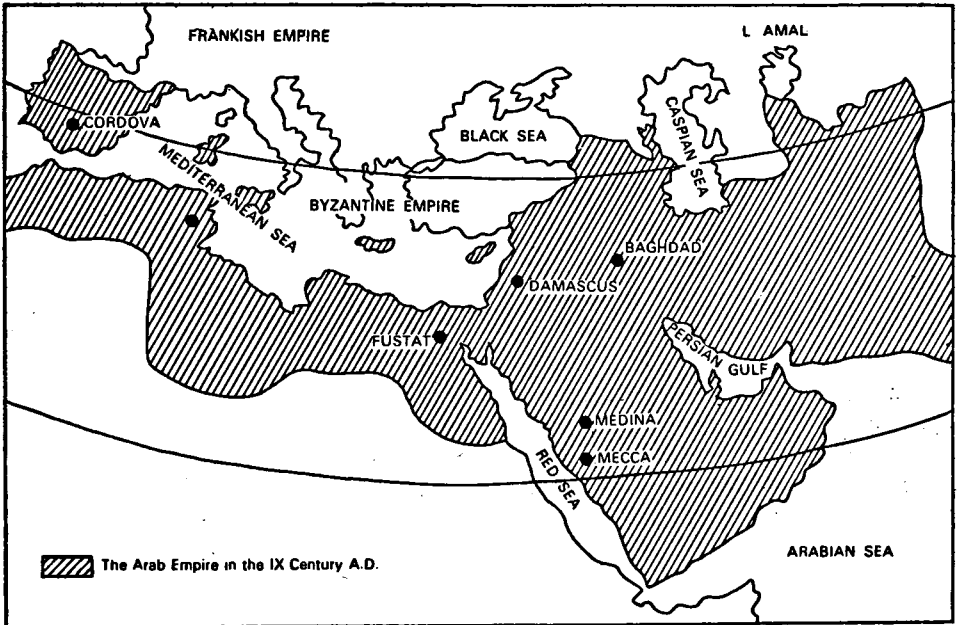 FRANKISH EMPIRE
L AMAL
CORDOVA
BLACK SEA
CASPIAN SEA
MEDITERRANEAN SEA
BYZANTINE EMPIRE
BAGHDAD
DAMASCUS
FUSTAT
PERSIAN GULF
MEDINA
MECCA
RED SEA
ARABIAN SEA
The Arab Empire in the IX Century A.D.